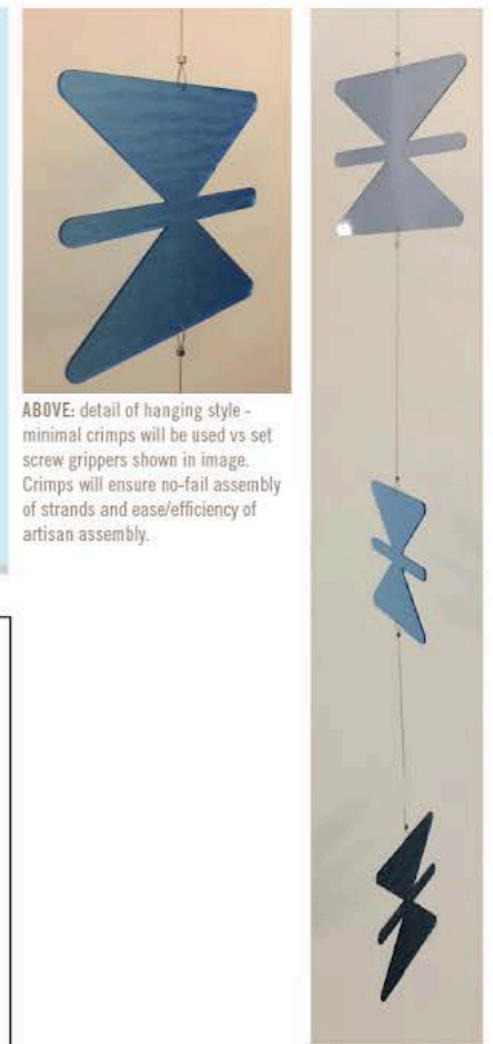 ABOVE: detail of hanging style -
minimal crimps will be used vs set
screw grippers shown in image.
Crimps will ensure no-fail assembly
of strands and ease/efficiency of
artisan assembly.